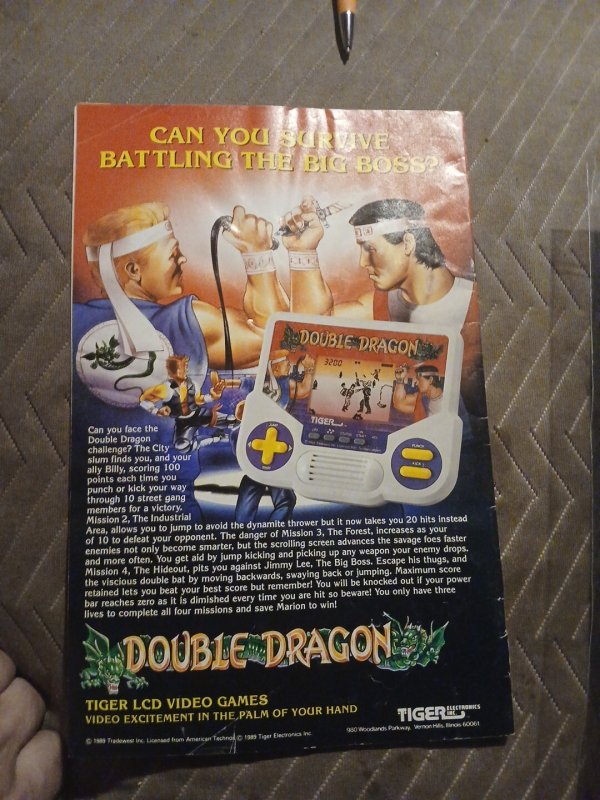 CAN YOU SURVIVE
BATTLING THE BIG BOSS?
DOUBLE DRAGON
3200
TIGER
JUMP
PUNCH
KICK
Can you face the
Double Dragon
challenge? The City
slum finds you, and your
ally Billy, scoring 100
points each time you
punch or kick your way
through 10 street gang
members for a victory.
Mission 2, The Industrial
Area, allows you to jump to avoid the dynamite thrower but it now takes you 20 hits instead
of 10 to defeat your opponent. The danger of Mission 3, The Forest, increases as your
enemies not only become smarter, but the scrolling screen advances the savage foes faster
and more often. You get aid by jump kicking and picking up any weapon your enemy drops.
Mission 4, The Hideout, pits you against Jimmy Lee, The Big Boss. Escape his thugs, and
the viscious double bat by moving backwards, swaying back or jumping. Maximum score
retained lets you beat your best score but remember! You will be knocked out if your power
bar reaches zero as it is dimished every time you are hit so beware! You only have three
lives to complete all four missions and save Marion to win!
DOUBLE DRAGON
TIGER LCD VIDEO GAMES
VIDEO EXCITEMENT IN THE PALM OF YOUR HAND
TIGER ELECTRONICS INC.
980 Woodlands Parkway, Vernon Hills, Illinois 60061
© 1988 Tradewest Inc. Licensed from American Technos © 1989 Tiger Electronics Inc.